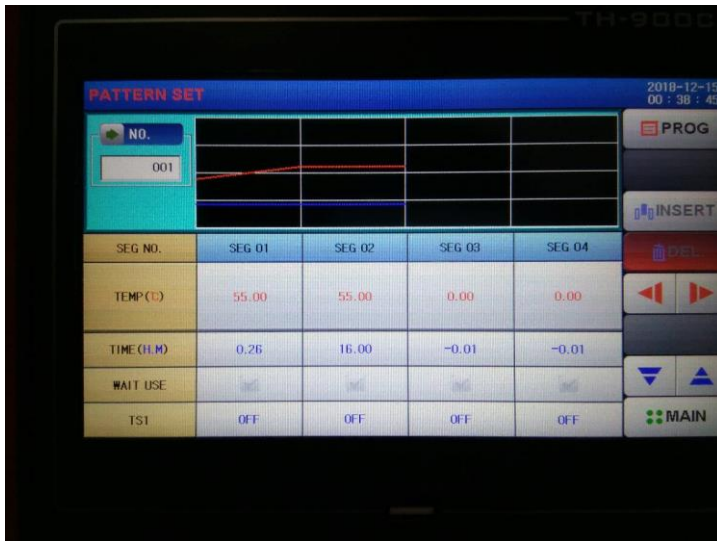 TH-900C
PATTERN SET
2018-12-15
00 : 38 : 45
NO.
001
PROG
INSERT
DEL
SEG NO. SEG 01 SEG 02 SEG 03 SEG 04
TEMP(℃) 55.00 55.00 0.00 0.00
TIME(H.M) 0.26 16.00 -0.01 -0.01
WAIT USE
TS1 OFF OFF OFF OFF
MAIN